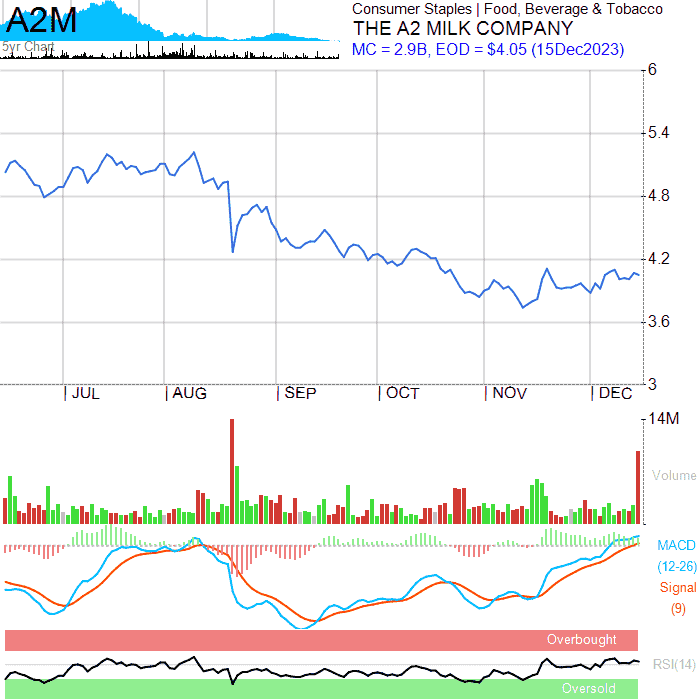 A2M
5yr Chart
Consumer Staples | Food, Beverage & Tobacco
THE A2 MILK COMPANY
MC = 2.9B, EOD = $4.05 (15Dec2023)
6
5.4
4.8
4.2
3.6
3
JUL
AUG
SEP
OCT
NOV
DEC
14M
Volume
MACD
(12-26)
Signal
(9)
Overbought
RSI(14)
Oversold